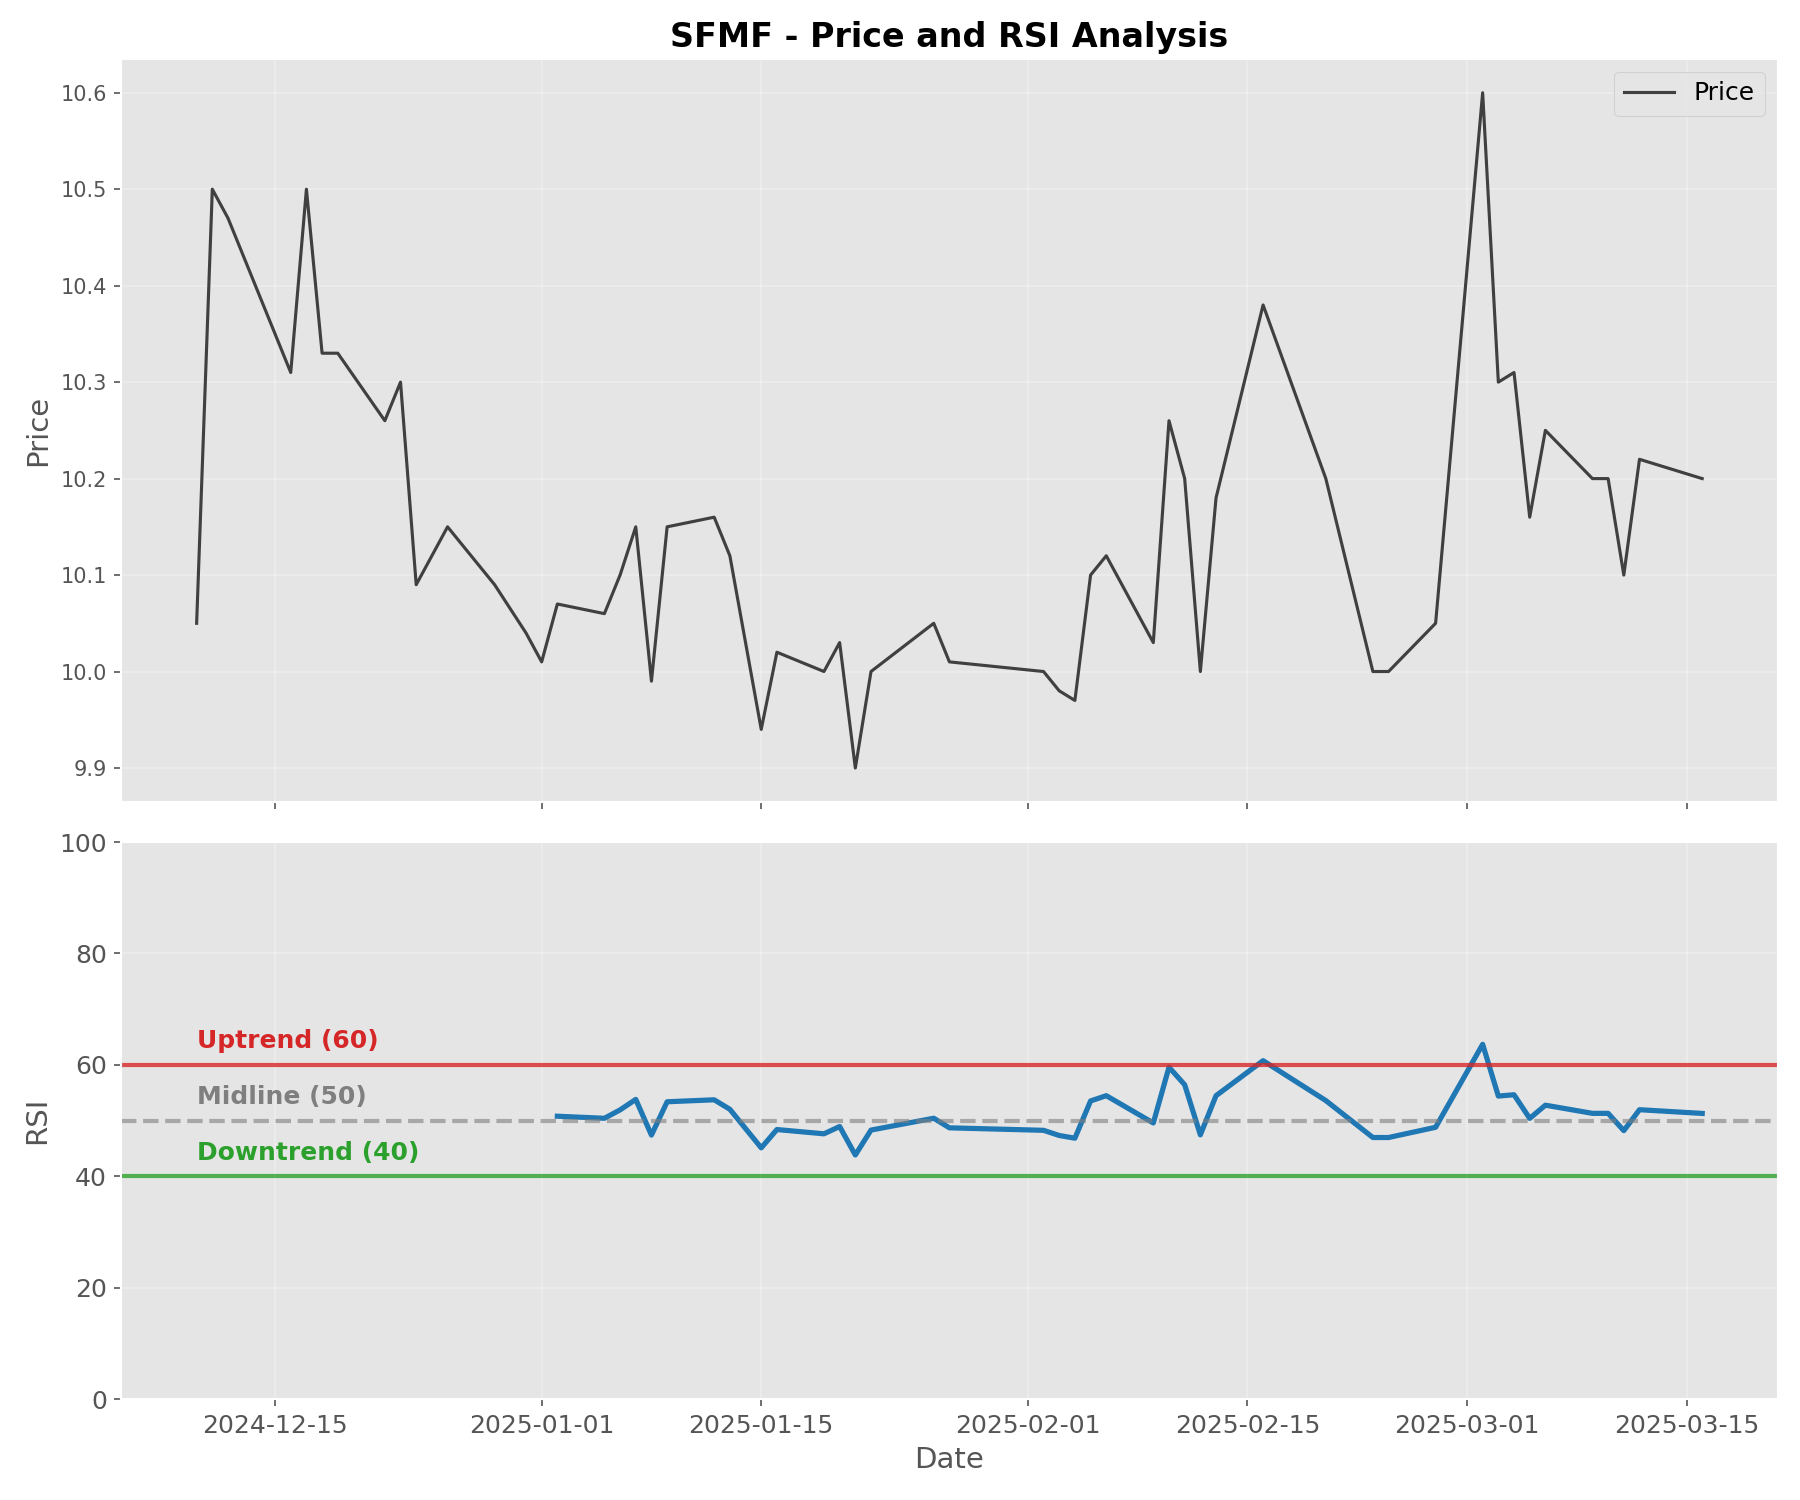 SFMF - Price and RSI Analysis
Price
10.6
10.5
10.4
10.3
10.2
10.1
10.0
9.9
Price
100
80
60
40
20
0
RSI
Uptrend (60)
Midline (50)
Downtrend (40)
2024-12-15 2025-01-01 2025-01-15 2025-02-01 2025-02-15 2025-03-01 2025-03-15
Date